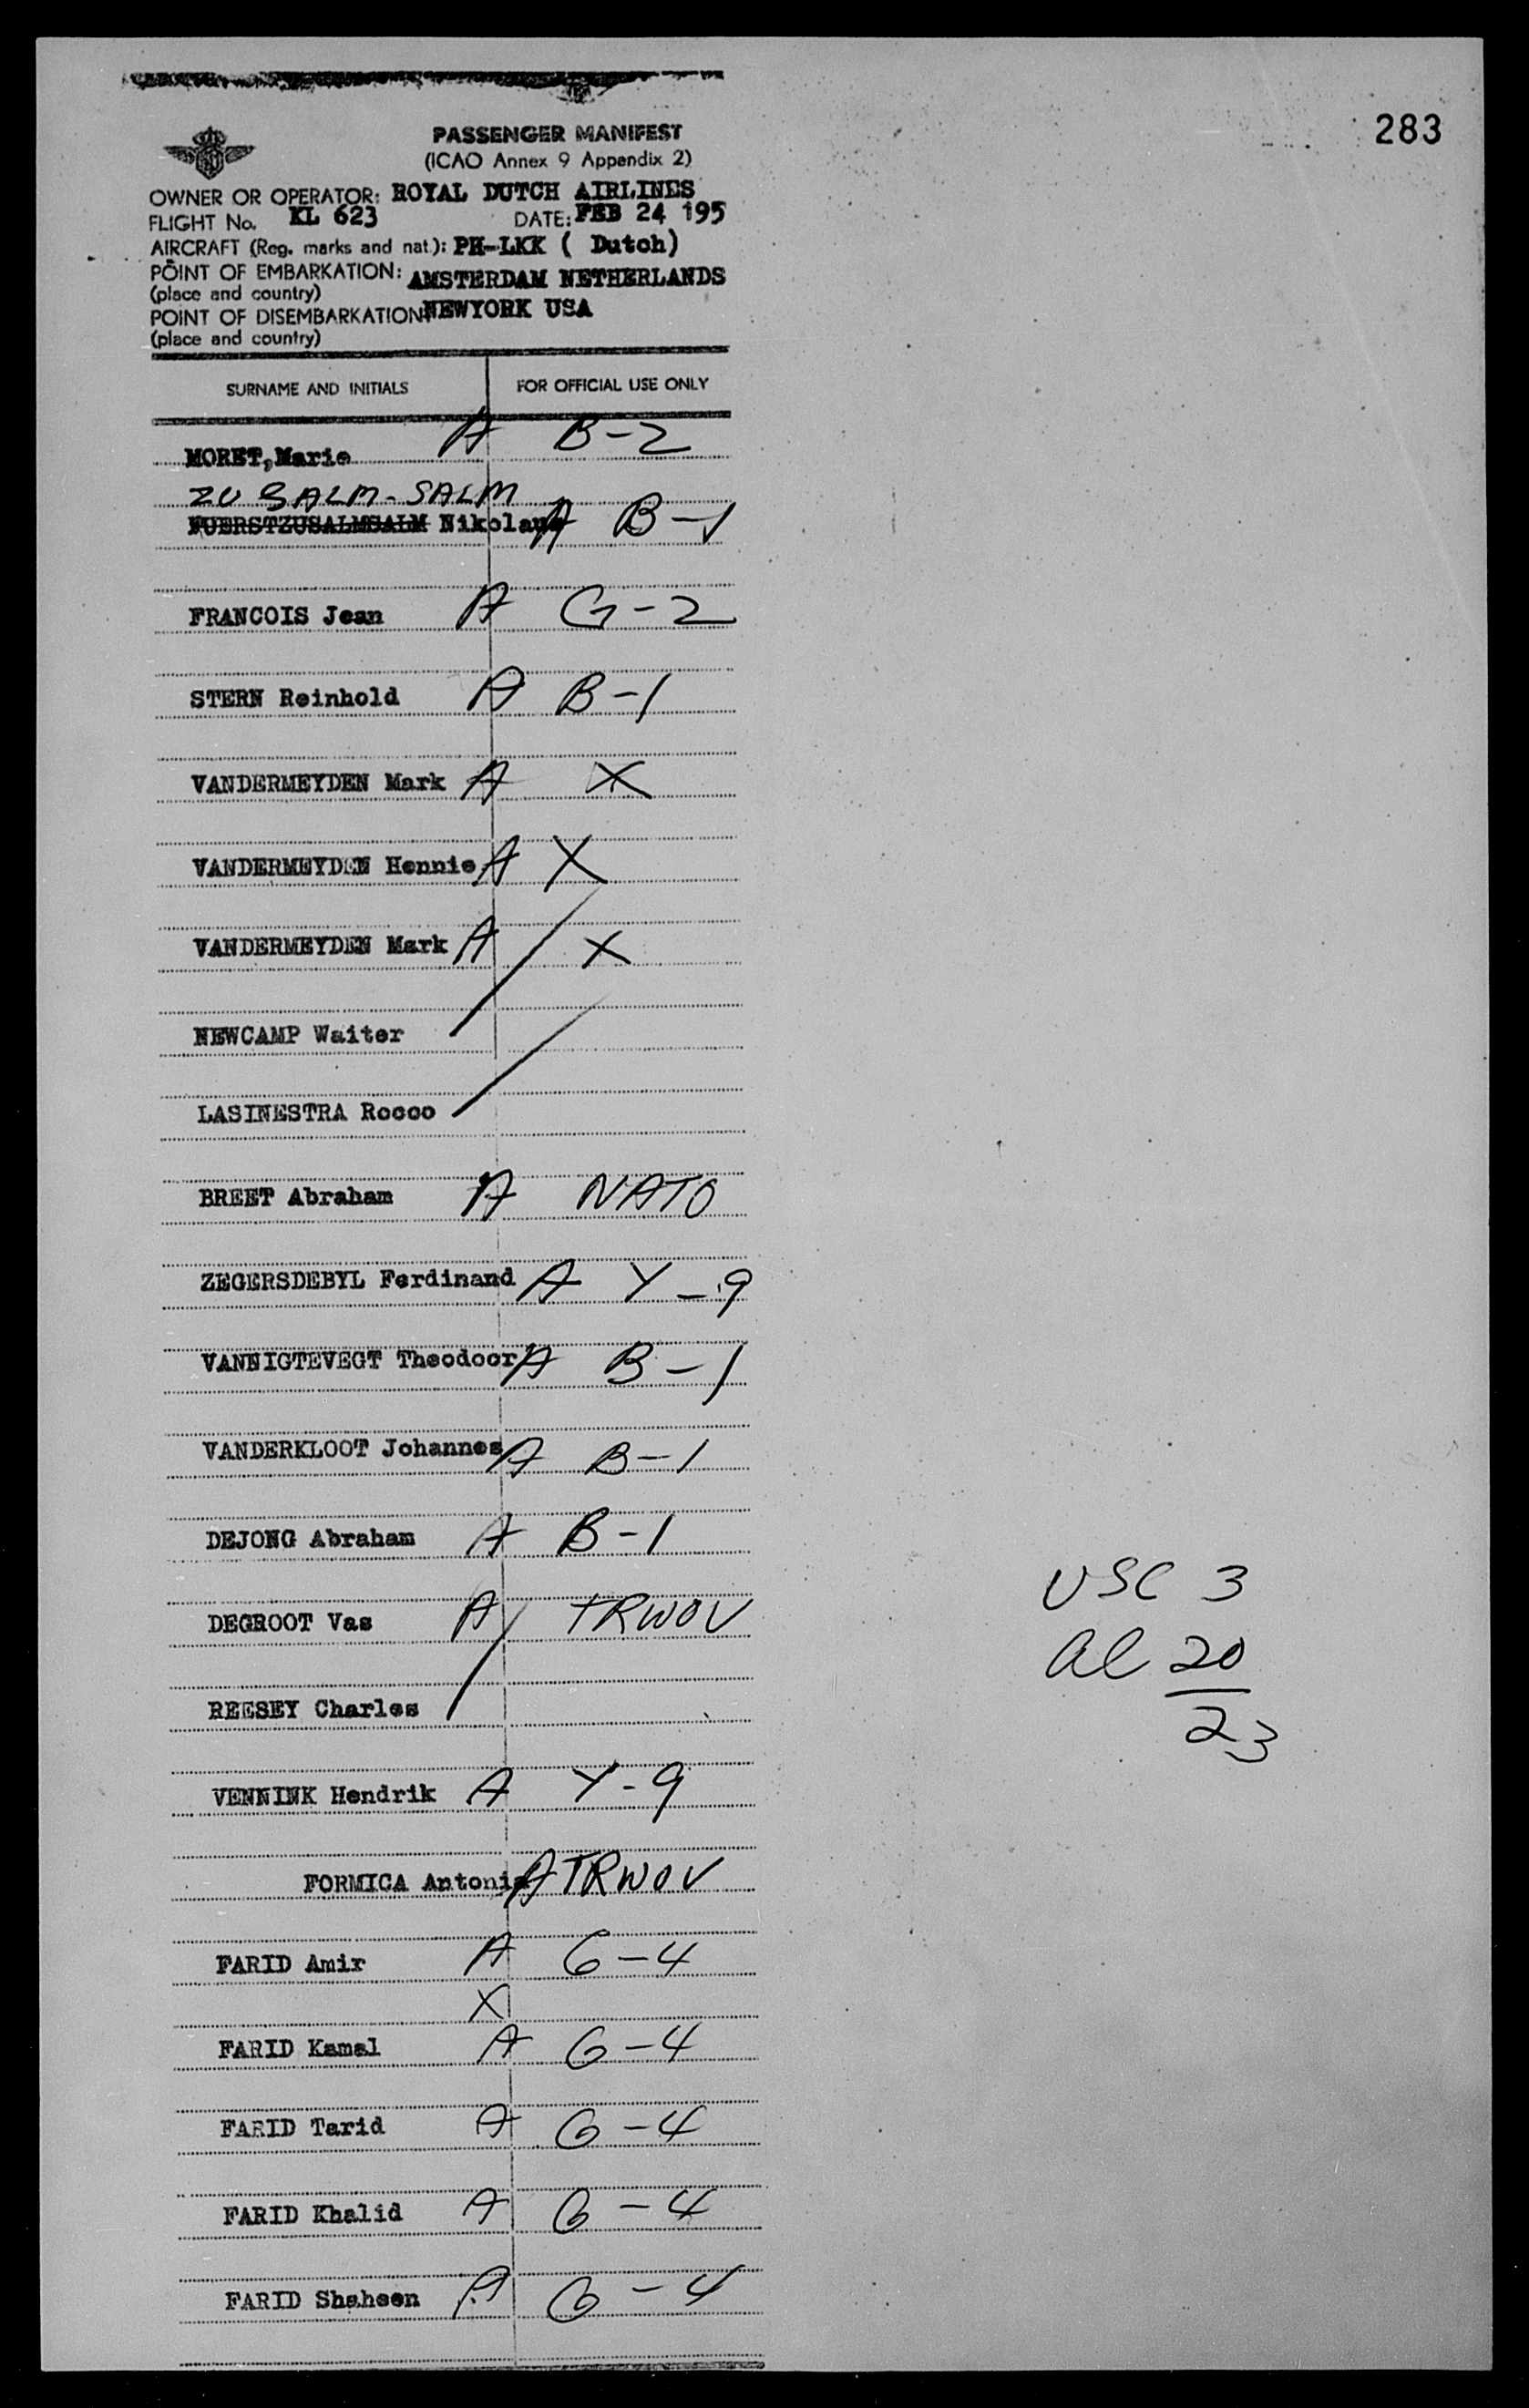 283
PASSENGER MANIFEST
(ICAO Annex 9 Appendix 2)
OWNER OR OPERATOR: ROYAL DUTCH AIRLINES
FLIGHT No. KL 623 DATE: FEB 24 195
AIRCRAFT (Reg. marks and nat.): PH-LKK ( Dutch)
POINT OF EMBARKATION: AMSTERDAM NETHERLANDS
(place and country)
POINT OF DISEMBARKATION: NEWYORK USA
(place and country)
SURNAME AND INITIALS FOR OFFICIAL USE ONLY
MORET, Marie A B-2
ZU SALM-SALM
FUERSTZUSALMSALM Nikolaus A B-1
FRANCOIS Jean A G-2
STERN Reinhold A B-1
VANDERMEYDEN Mark A X
VANDERMEYDEN Hennie A X
VANDERMEYDEN Mark A X
NEWCAMP Waiter /
LASINESTRA Rocco /
BREET Abraham A NATO
ZEGERSDEBYL Ferdinand A Y-9
VANNIGTEVEGT Theodoor A B-1
VANDERKLOOT Johannes A B-1
DEJONG Abraham A B-1
DEGROOT Vas A TRWOV
REESEY Charles /
VENNINK Hendrik A Y-9
FORMICA Antonia A TRWOV
FARID Amir A G-4
X
FARID Kamal A G-4
FARID Tarid A G-4
FARID Khalid A G-4
FARID Shaheen A G-4
USC 3
al 20
23